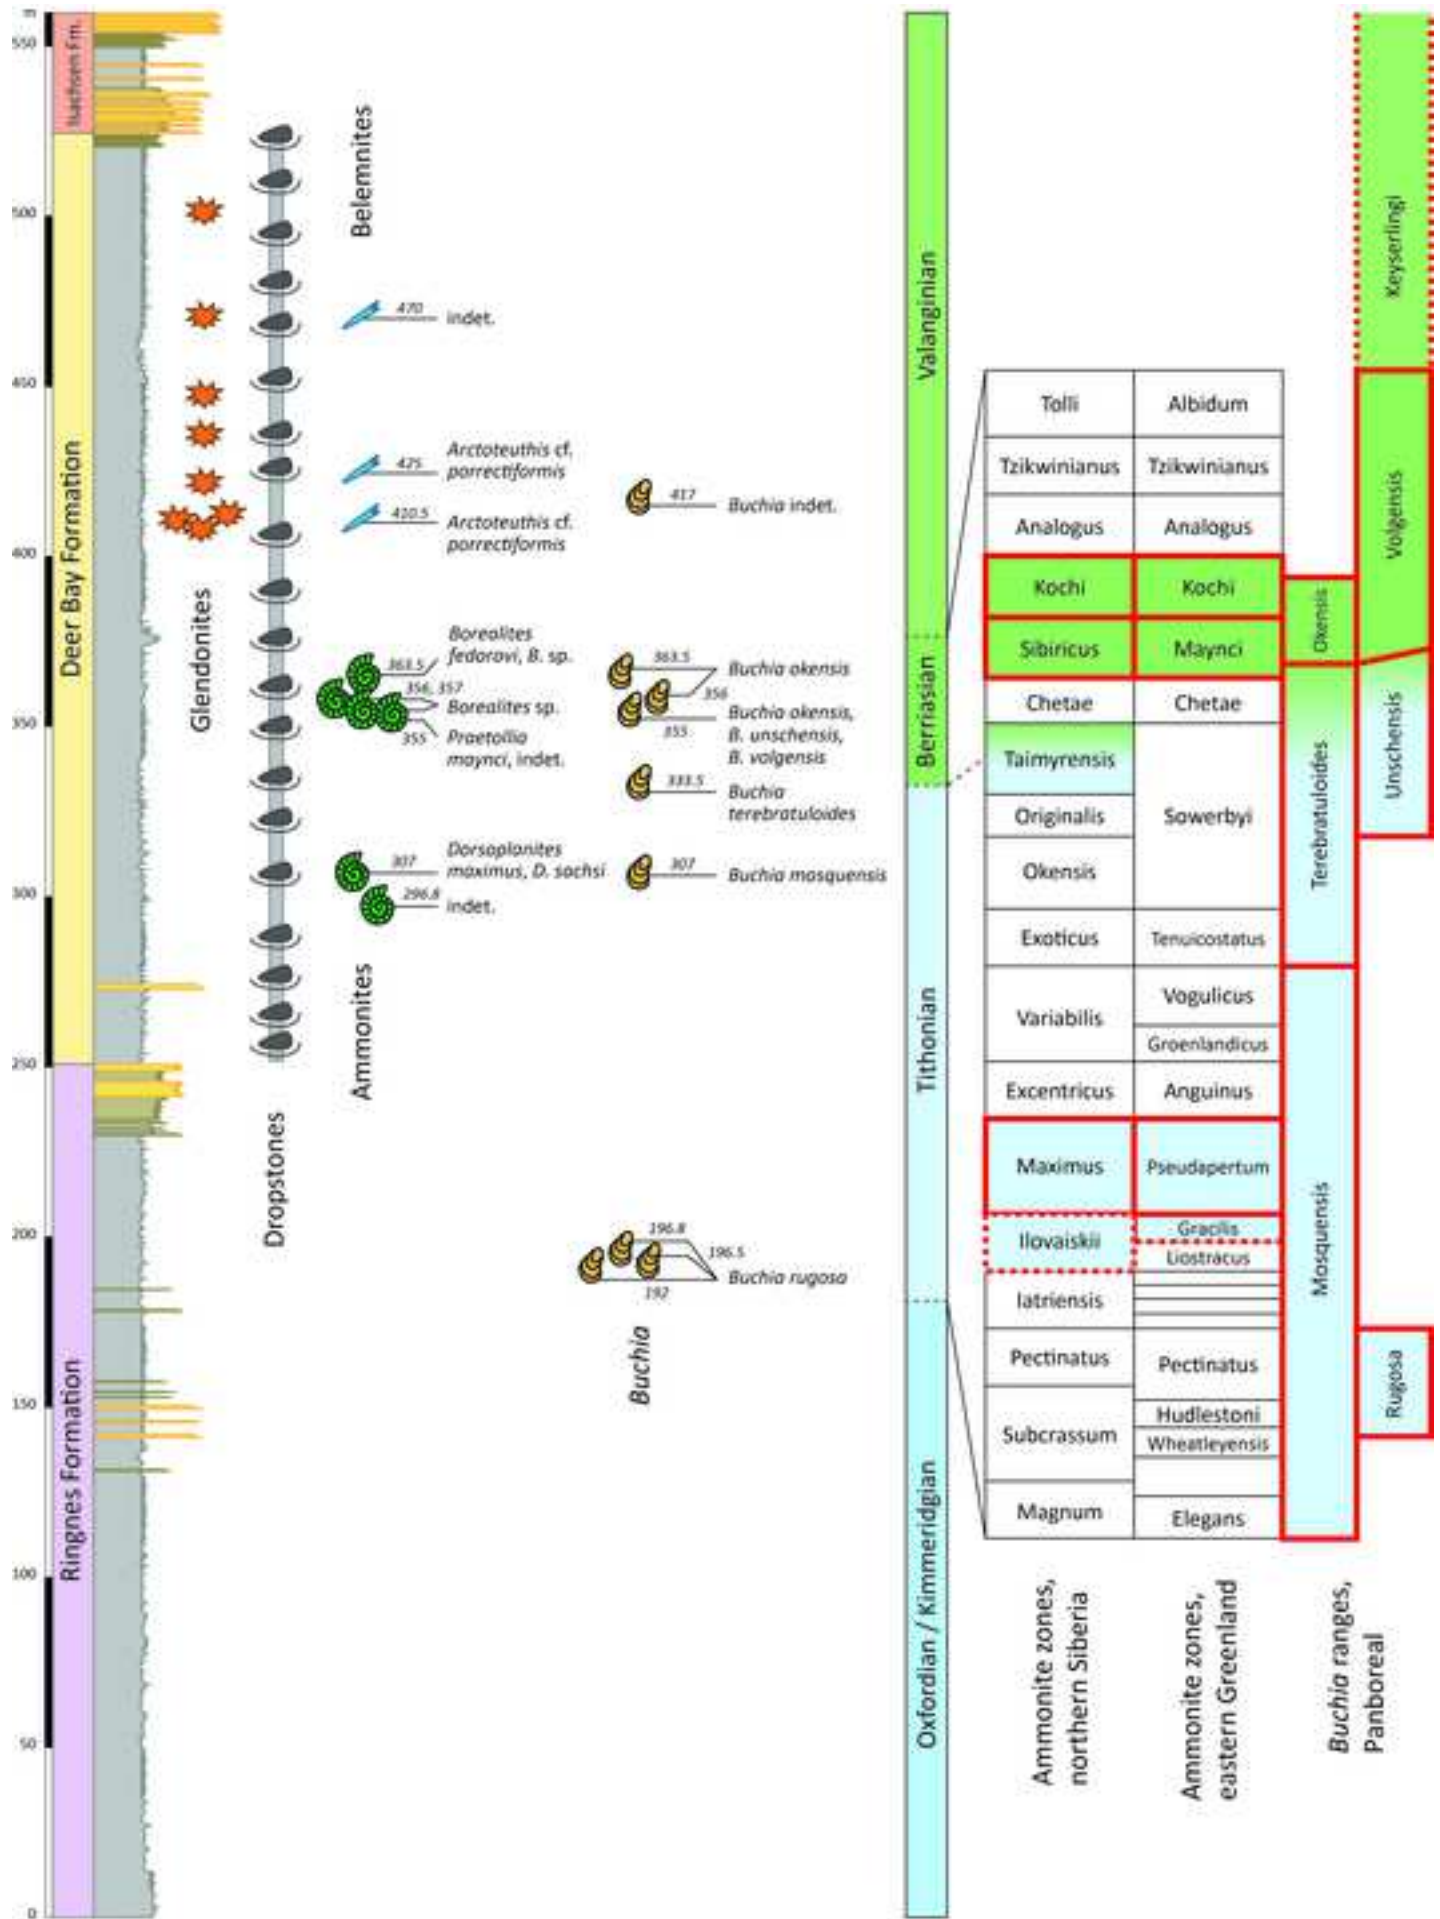 m
550
500
450
400
350
300
250
200
150
100
50
0
Isachsen Fm.
Deer Bay Formation
Ringnes Formation
Glendonites
Dropstones
Belemnites
470
indet.
425
Arctoteuthis cf.
porrectiformis
410.5
Arctoteuthis cf.
porrectiformis
Ammonites
363.5
Borealites
fedorovi, B. sp.
356, 357
Borealites sp.
355
Praetollia
maynci, indet.
307
Dorsoplanites
maximus, D. sachsi
296.8
indet.
Buchia
417
Buchia indet.
363.5
Buchia okensis
356
355
Buchia okensis,
B. unschensis,
B. volgensis
333.5
Buchia
terebratuloides
307
Buchia mosquensis
196.8
196.5
Buchia rugosa
192
Valanginian
Berriasian
Tithonian
Oxfordian / Kimmeridgian
Tolli
Tzikwinianus
Analogus
Kochi
Sibiricus
Chetae
Taimyrensis
Originalis
Okensis
Exoticus
Variabilis
Excentricus
Maximus
Ilovaiskii
Iatriensis
Pectinatus
Subcrassum
Magnum
Ammonite zones,
northern Siberia
Albidum
Tzikwinianus
Analogus
Kochi
Maynci
Chetae
Sowerbyi
Tenuicostatus
Vogulicus
Groenlandicus
Anguinus
Pseudapertum
Gracilis
Liostracus
Pectinatus
Hudlestoni
Wheatleyensis
Elegans
Ammonite zones,
eastern Greenland
Okensis
Terebratuloides
Mosquensis
Keyserlingi
Volgensis
Unschensis
Rugosa
Buchia ranges,
Panboreal